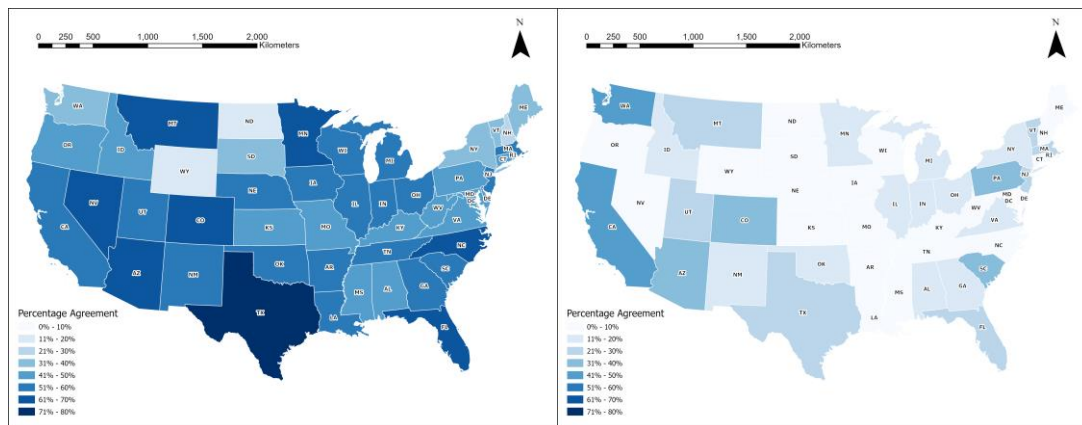 N
0 250 500 1,000 1,500 2,000
Kilometers
WA
MT
ND
MN
ME
OR
ID
SD
WI
MI
VT
NH
NY
MA
CT
RI
WY
NE
IA
PA
NJ
NV
UT
CO
IL
IN
OH
MD
DC
DE
WV
VA
CA
KS
MO
KY
AZ
NM
OK
AR
TN
NC
SC
MS
AL
GA
TX
LA
FL
Percentage Agreement
0% - 10%
11% - 20%
21% - 30%
31% - 40%
41% - 50%
51% - 60%
61% - 70%
71% - 80%
N
0 250 500 1,000 1,500 2,000
Kilometers
WA
MT
ND
MN
ME
OR
ID
SD
WI
MI
VT
NH
NY
MA
CT
RI
WY
NE
IA
PA
NJ
NV
UT
CO
IL
IN
OH
MD
DC
DE
WV
VA
CA
KS
MO
KY
AZ
NM
OK
AR
TN
NC
SC
MS
AL
GA
TX
LA
FL
Percentage Agreement
0% - 10%
11% - 20%
21% - 30%
31% - 40%
41% - 50%
51% - 60%
61% - 70%
71% - 80%